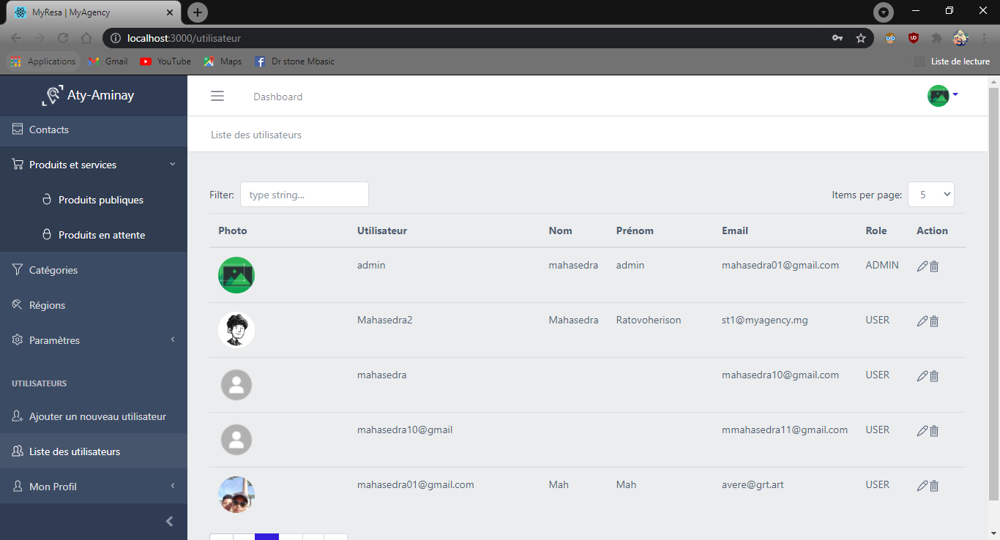 MyResa | MyAgency
localhost:3000/utilisateur
Applications Gmail YouTube Maps Dr stone Mbasic Liste de lecture
Aty-Aminay
Dashboard
Contacts
Liste des utilisateurs
Produits et services
Produits publiques
Produits en attente
Catégories
Régions
Paramètres
UTILISATEURS
Ajouter un nouveau utilisateur
Liste des utilisateurs
Mon Profil
Filter: type string... Items per page: 5
Photo Utilisateur Nom Prénom Email Role Action
admin mahasedra admin mahasedra01@gmail.com ADMIN
Mahasedra2 Mahasedra Ratovoherison st1@myagency.mg USER
mahasedra mahasedra10@gmail.com USER
mahasedra10@gmail mmahasedra11@gmail.com USER
mahasedra01@gmail.com Mah Mah avere@grt.art USER